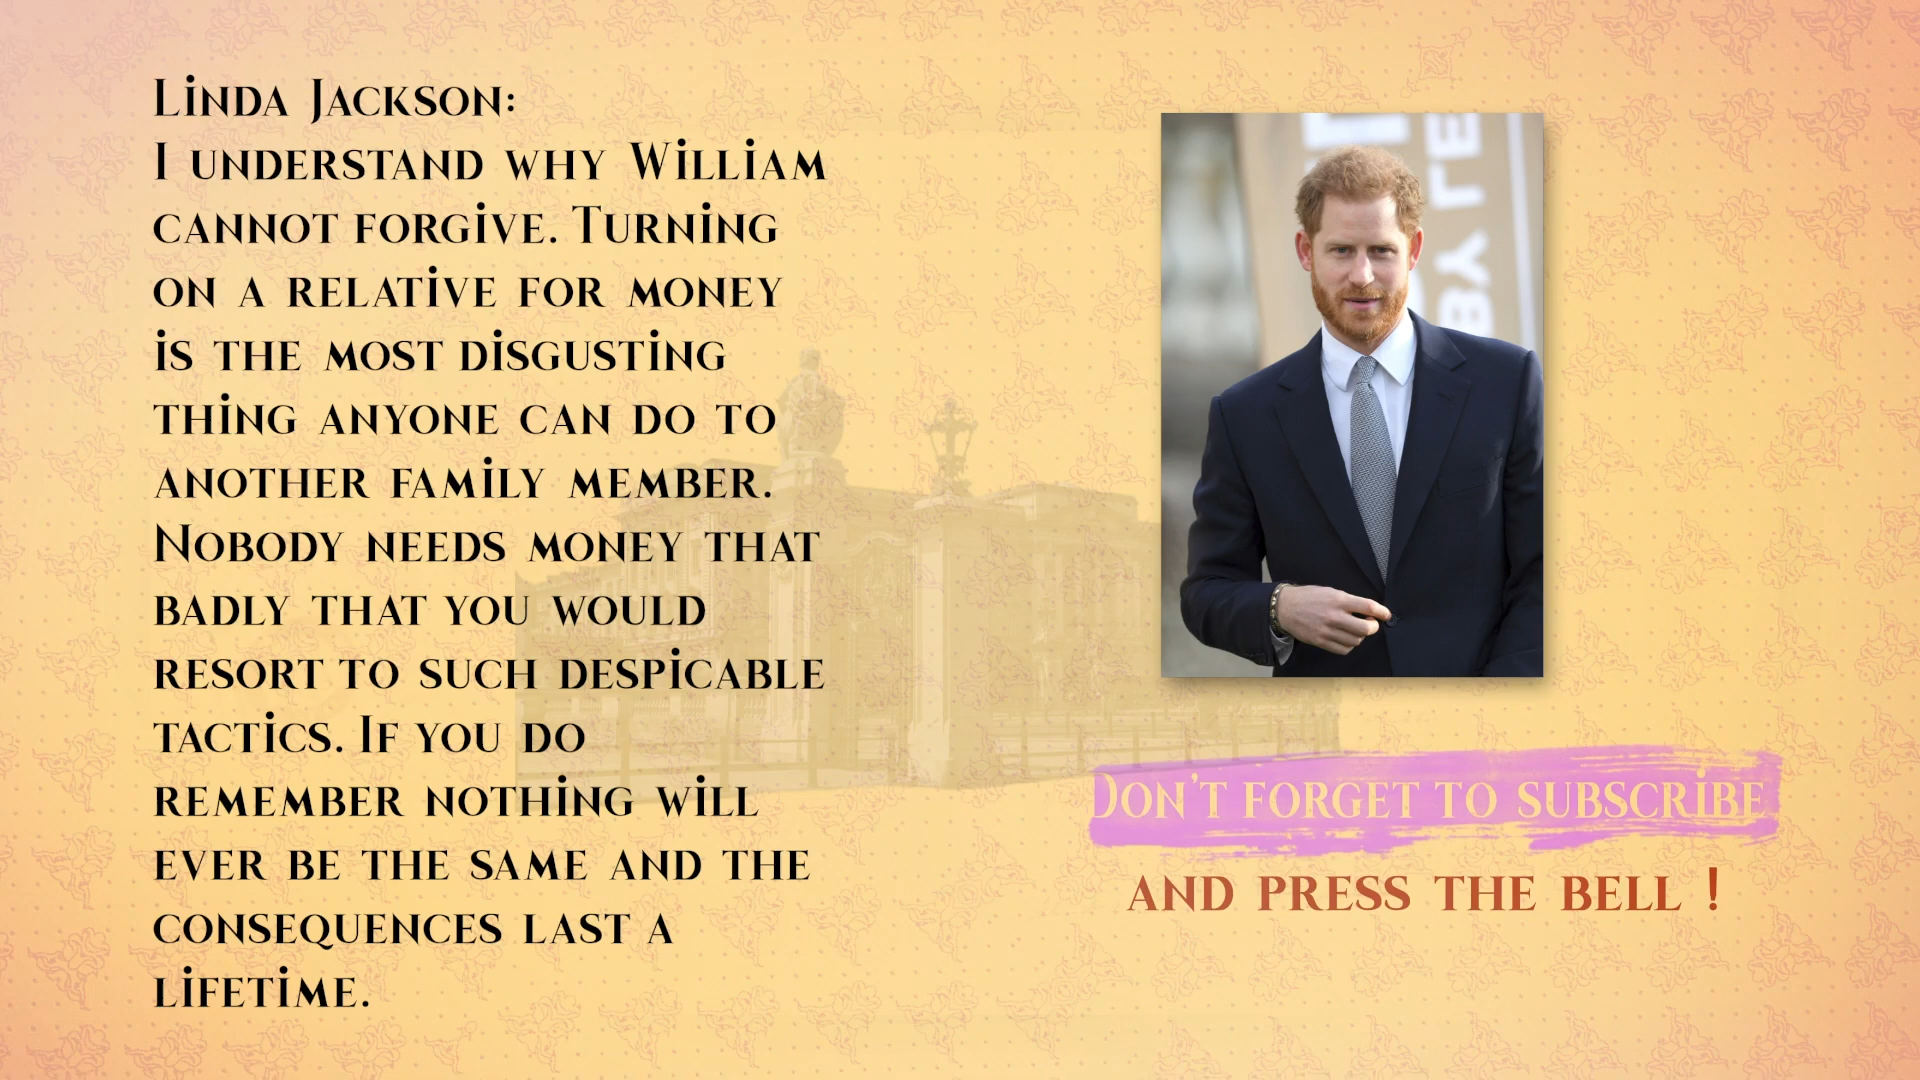 Linda Jackson:
I understand why William
cannot forgive. Turning
on a relative for money
is the most disgusting
thing anyone can do to
another family member.
Nobody needs money that
badly that you would
resort to such despicable
tactics. If you do
remember nothing will
ever be the same and the
consequences last a
lifetime.
Don't forget to subscribe
and press the bell !